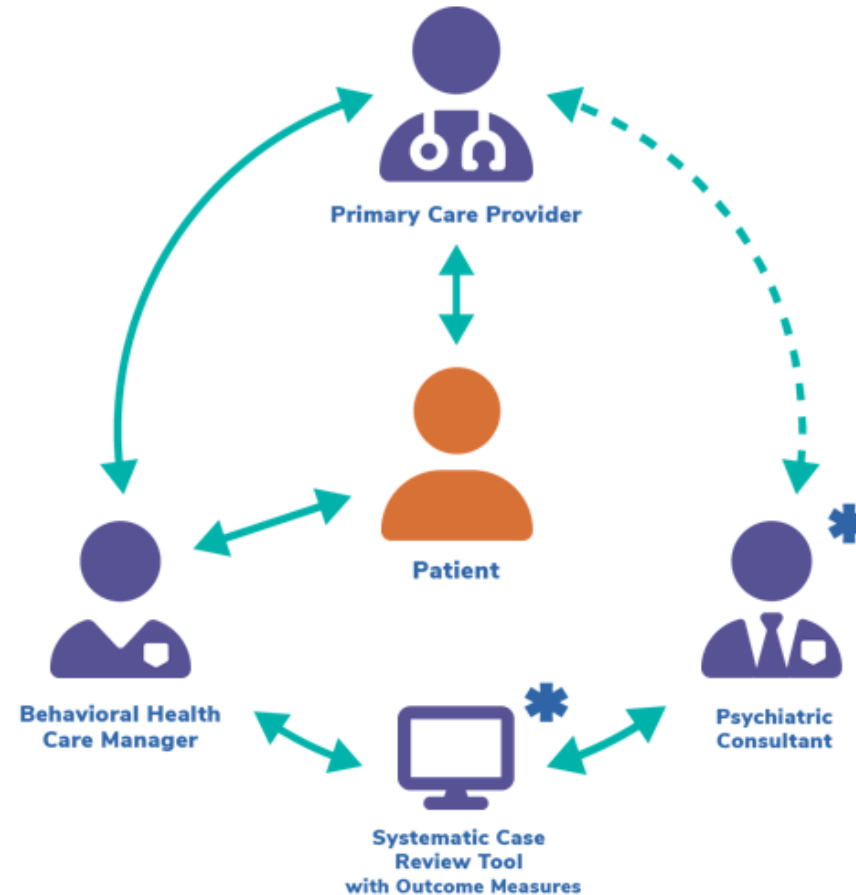 Primary Care Provider
Patient
Behavioral Health
Care Manager
Psychiatric
Consultant
Systematic Case
Review Tool
with Outcome Measures